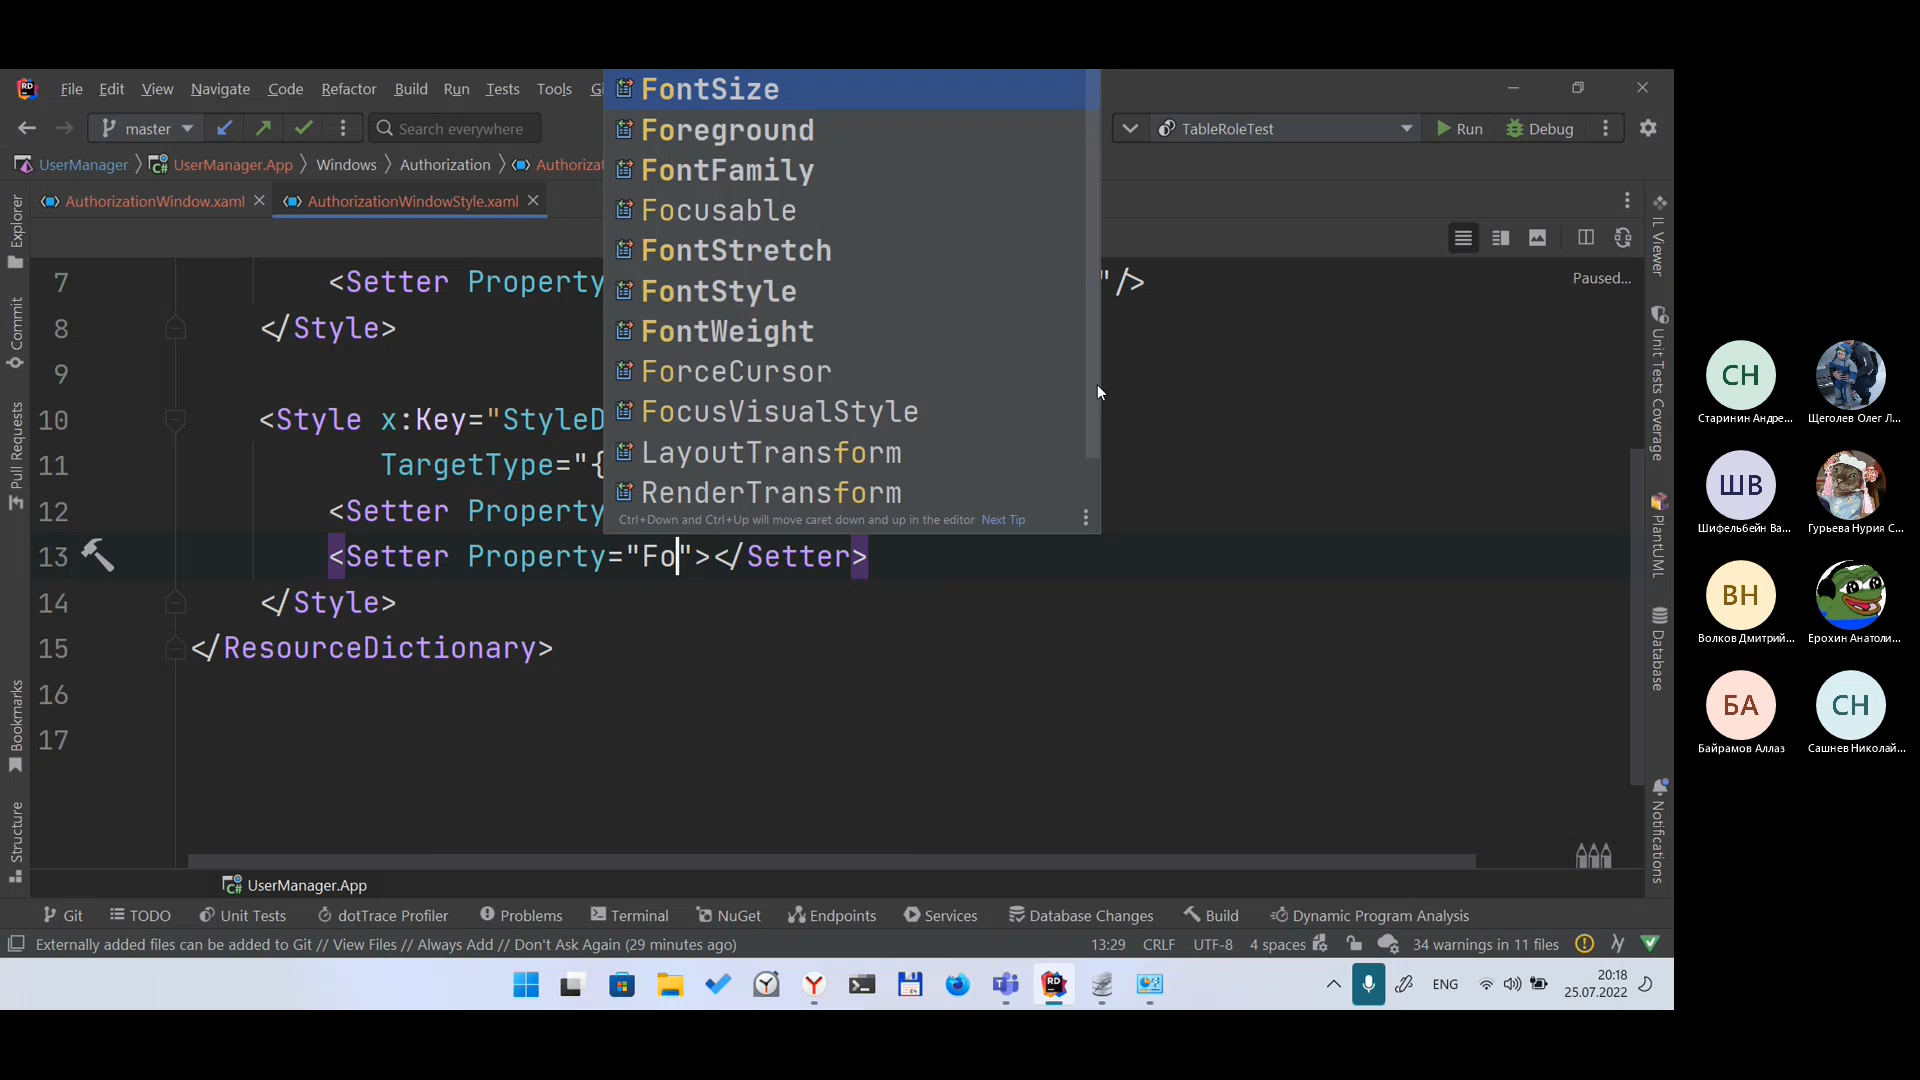 RD File Edit View Navigate Code Refactor Build Run Tests Tools Gi
master Search everywhere TableRoleTest Run Debug
UserManager UserManager.App Windows Authorization Authoriza
AuthorizationWindow.xaml AuthorizationWindowStyle.xaml
FontSize
Foreground
FontFamily
Focusable
FontStretch
FontStyle
FontWeight
ForceCursor
FocusVisualStyle
LayoutTransform
RenderTransform
Ctrl+Down and Ctrl+Up will move caret down and up in the editor Next Tip
Paused...
7 <Setter Property "/>
8 </Style>
9
10 <Style x:Key="StyleD
11 TargetType="{
12 <Setter Property
13 <Setter Property="Fo"></Setter>
14 </Style>
15 </ResourceDictionary>
16
17
Explorer
Commit
Pull Requests
Bookmarks
Structure
IL Viewer
Unit Tests Coverage
PlantUML
Database
Notifications
C# UserManager.App
Git TODO Unit Tests dotTrace Profiler Problems Terminal NuGet Endpoints Services Database Changes Build Dynamic Program Analysis
Externally added files can be added to Git // View Files // Always Add // Don't Ask Again (29 minutes ago) 13:29 CRLF UTF-8 4 spaces 34 warnings in 11 files
ENG 20:18
25.07.2022
СН
Старинин Андре... Щеголев Олег Л...
ШВ
Шифельбейн Ва... Гурьева Нурия С...
ВН
Волков Дмитрий... Ерохин Анатоли...
БА СН
Байрамов Аллаз Сашнев Николай...